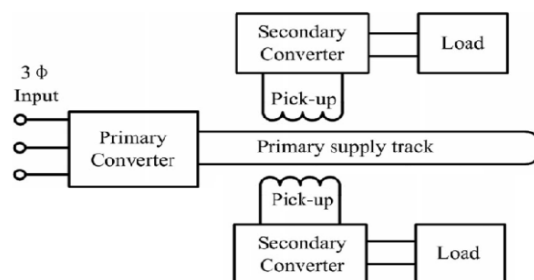 Secondary
Converter
Load
3 ϕ
Input
Pick-up
Primary
Converter
Primary supply track
Pick-up
Secondary
Converter
Load